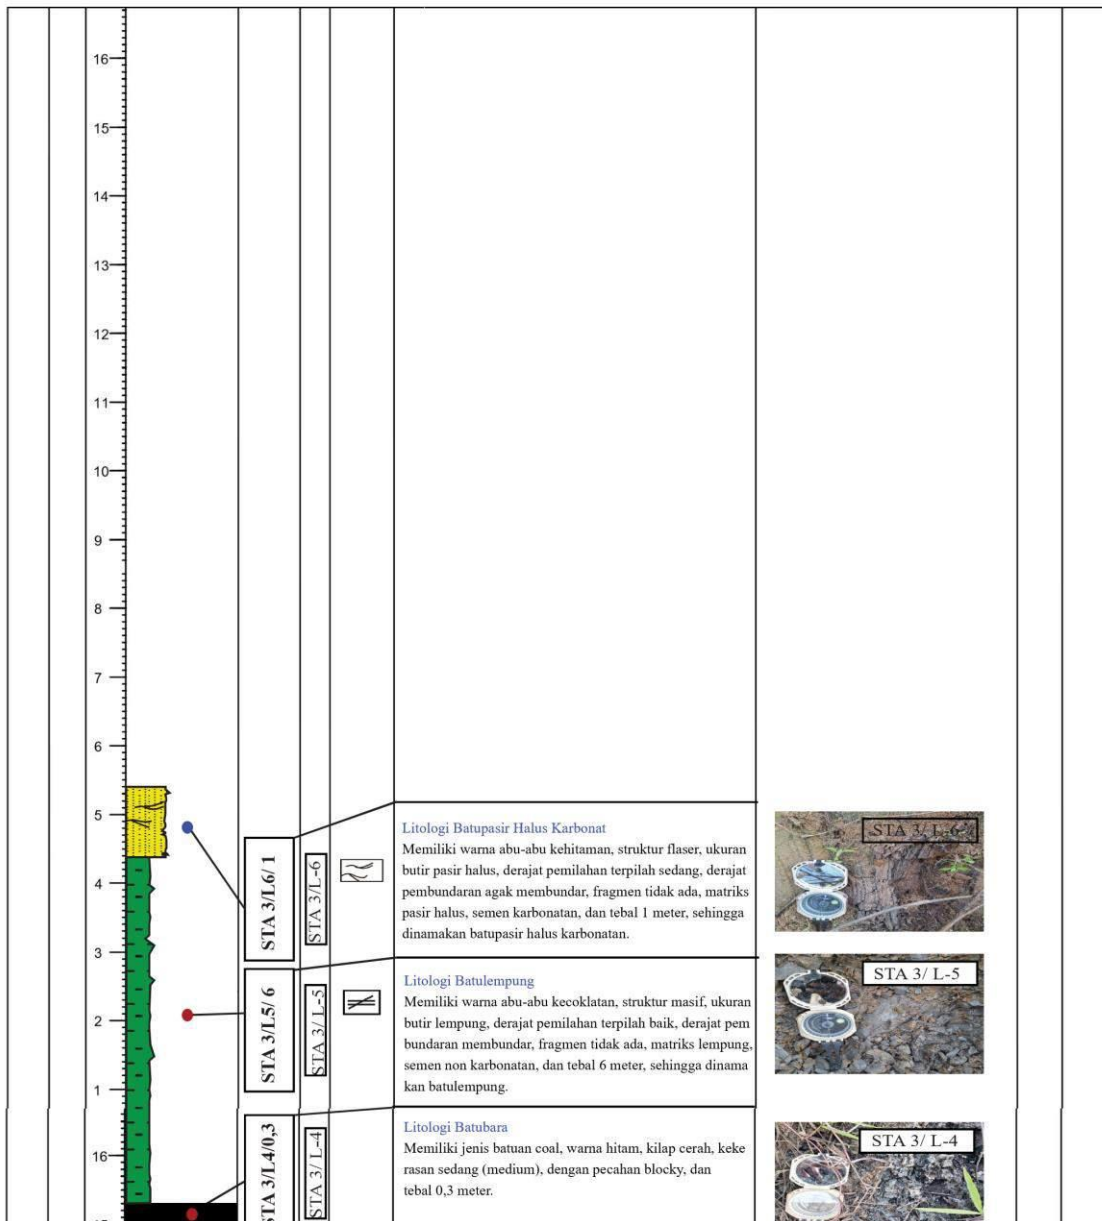 16
15
14
13
12
11
10
9
8
7
6
5
4
3
2
1
16
STA 3/L6/ 1
STA 3/L-6
Litologi Batupasir Halus Karbonat
Memiliki warna abu-abu kehitaman, struktur flaser, ukuran
butir pasir halus, derajat pemilahan terpilah sedang, derajat
pembundaran agak membundar, fragmen tidak ada, matriks
pasir halus, semen karbonatan, dan tebal 1 meter, sehingga
dinamakan batupasir halus karbonatan.
STA 3/ L-6
STA 3/L5/ 6
STA 3/ L-5
Litologi Batulempung
Memiliki warna abu-abu kecoklatan, struktur masif, ukuran
butir lempung, derajat pemilahan terpilah baik, derajat pem
bundaran membundar, fragmen tidak ada, matriks lempung,
semen non karbonatan, dan tebal 6 meter, sehingga dinama
kan batulempung.
STA 3/ L-5
STA 3/L4/0,3
STA 3/ L-4
Litologi Batubara
Memiliki jenis batuan coal, warna hitam, kilap cerah, keke
rasan sedang (medium), dengan pecahan blocky, dan
tebal 0,3 meter.
STA 3/ L-4